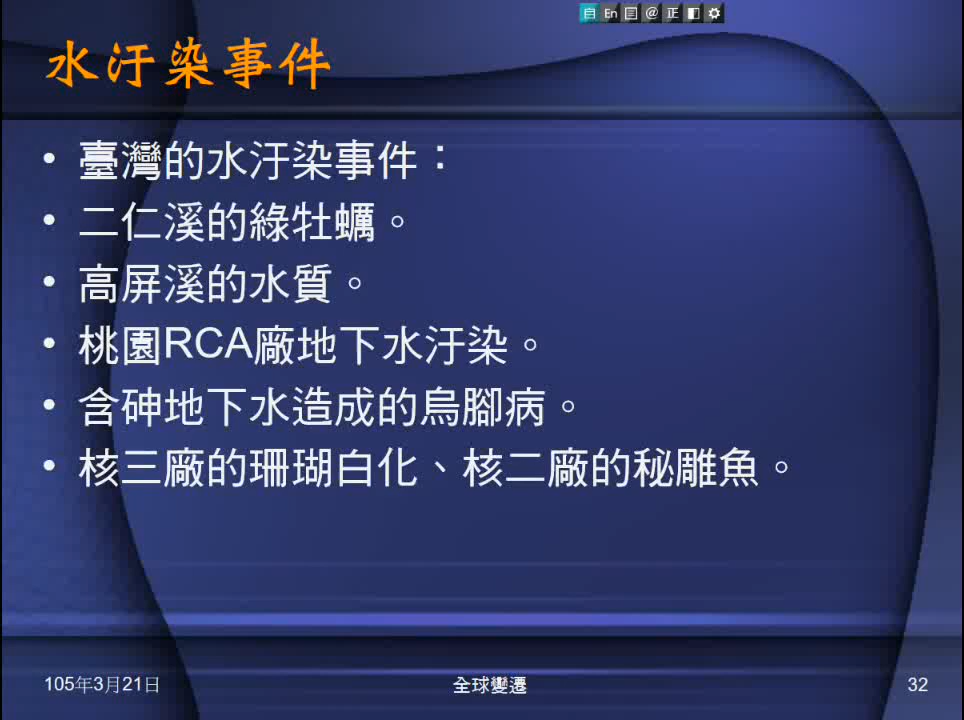 自 En @ 正
水汙染事件
• 臺灣的水汙染事件：
• 二仁溪的綠牡蠣。
• 高屏溪的水質。
• 桃園RCA廠地下水汙染。
• 含砷地下水造成的烏腳病。
• 核三廠的珊瑚白化、核二廠的秘雕魚。
105年3月21日
全球變遷
32